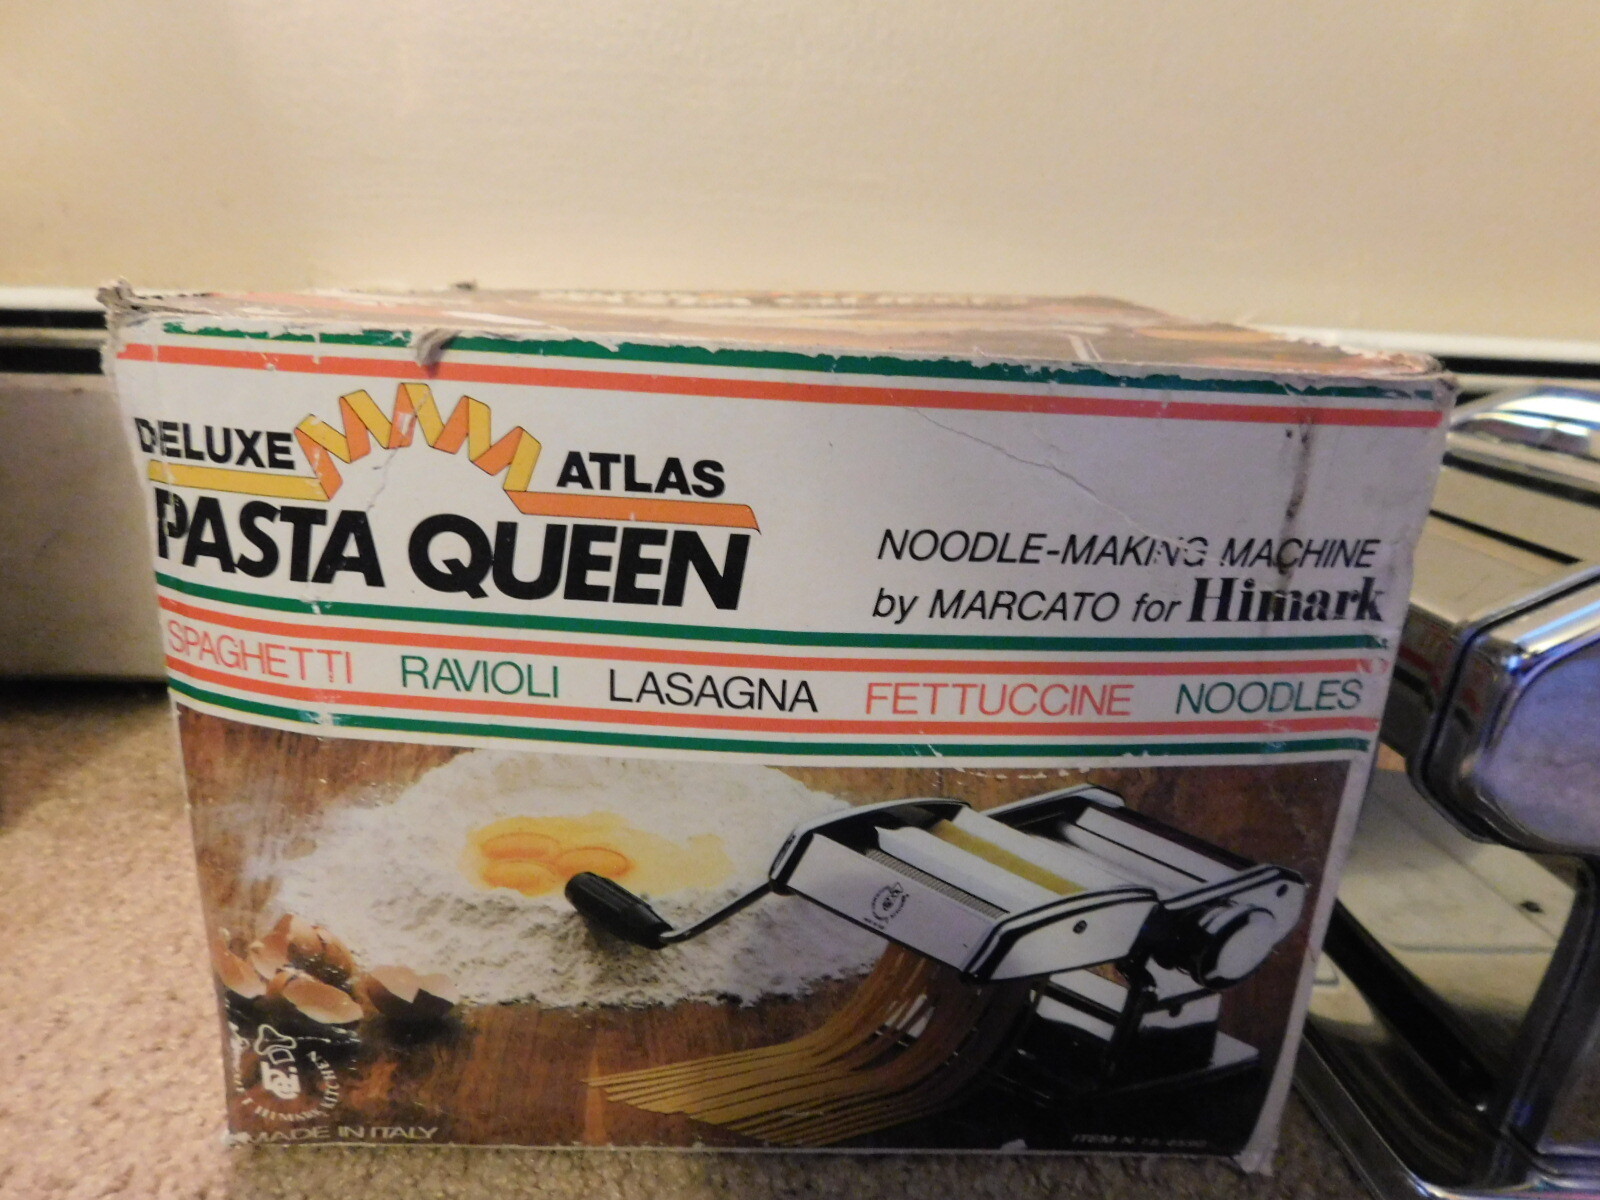 DELUXE ATLAS
PASTA QUEEN
NOODLE-MAKING MACHINE
by MARCATO for Himark
SPAGHETTI RAVIOLI LASAGNA FETTUCCINE NOODLES
MADE IN ITALY
ITEM N